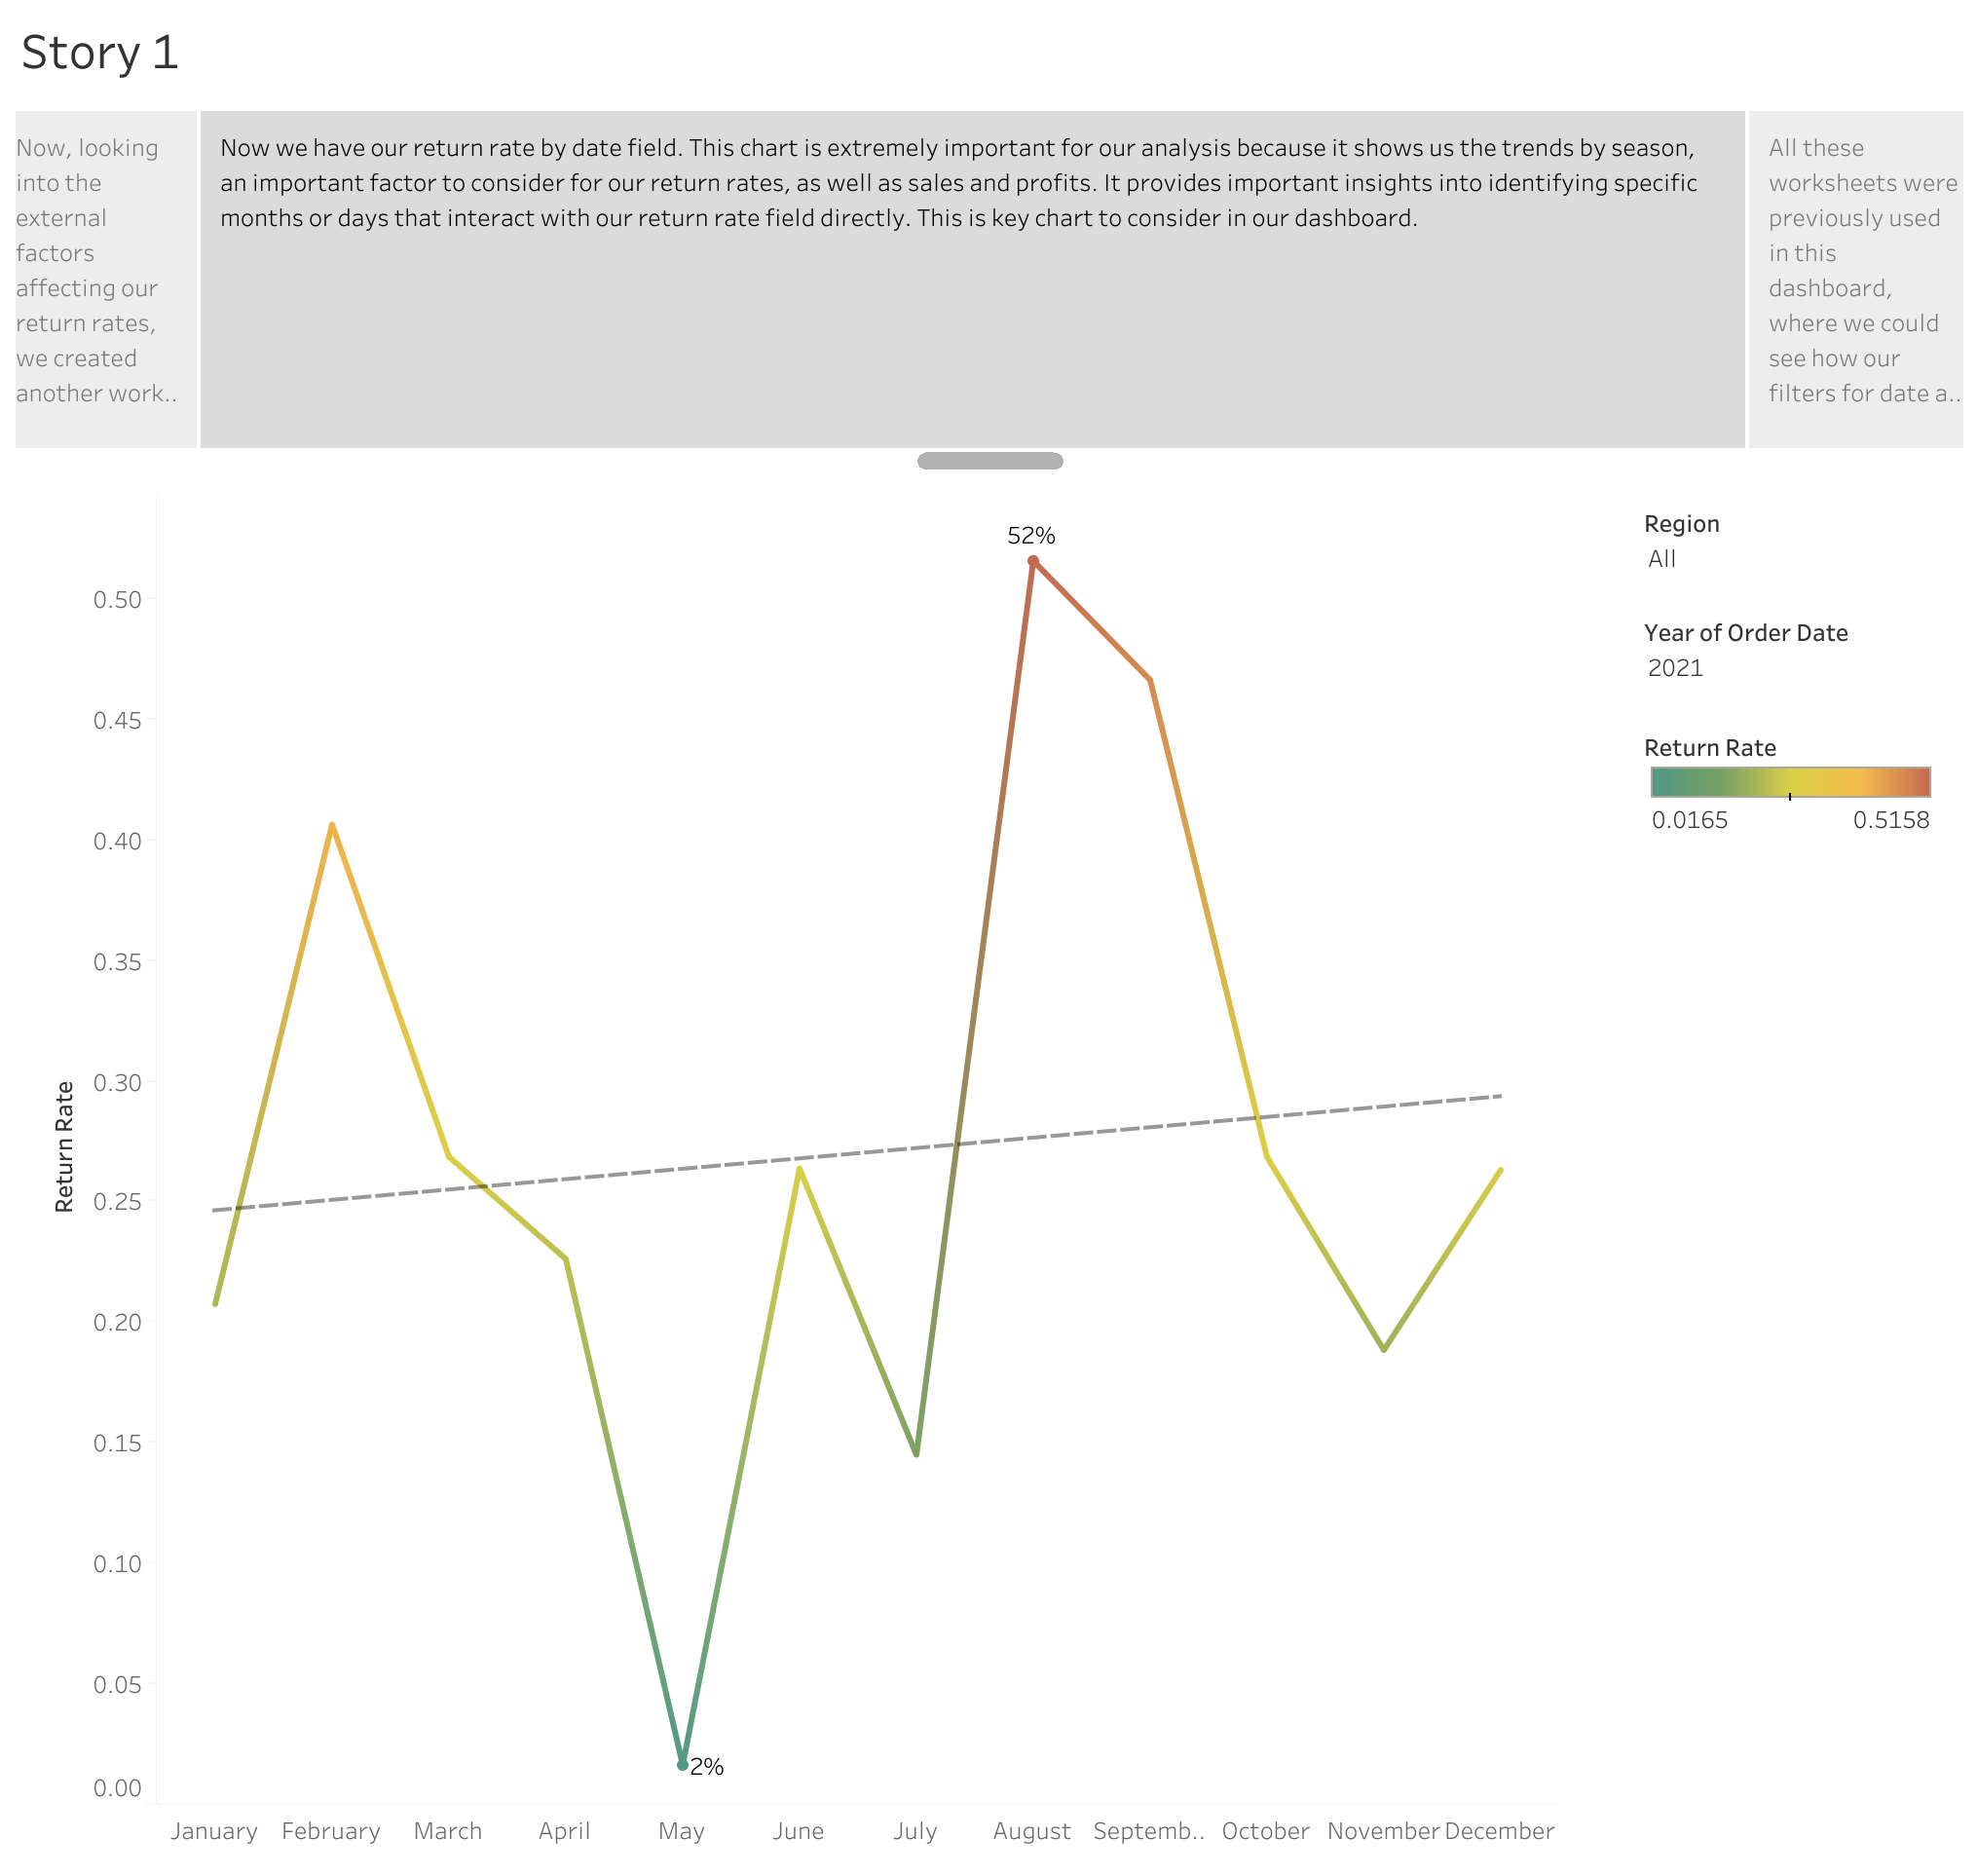 Story 1
Now, looking
into the
external
factors
affecting our
return rates,
we created
another work..
Now we have our return rate by date field. This chart is extremely important for our analysis because it shows us the trends by season,
an important factor to consider for our return rates, as well as sales and profits. It provides important insights into identifying specific
months or days that interact with our return rate field directly. This is key chart to consider in our dashboard.
All these
worksheets were
previously used
in this
dashboard,
where we could
see how our
filters for date a..
Region
All
Year of Order Date
2021
Return Rate
0.0165 0.5158
Return Rate
0.50
0.45
0.40
0.35
0.30
0.25
0.20
0.15
0.10
0.05
0.00
52%
2%
January February March April May June July August Septemb.. October November December